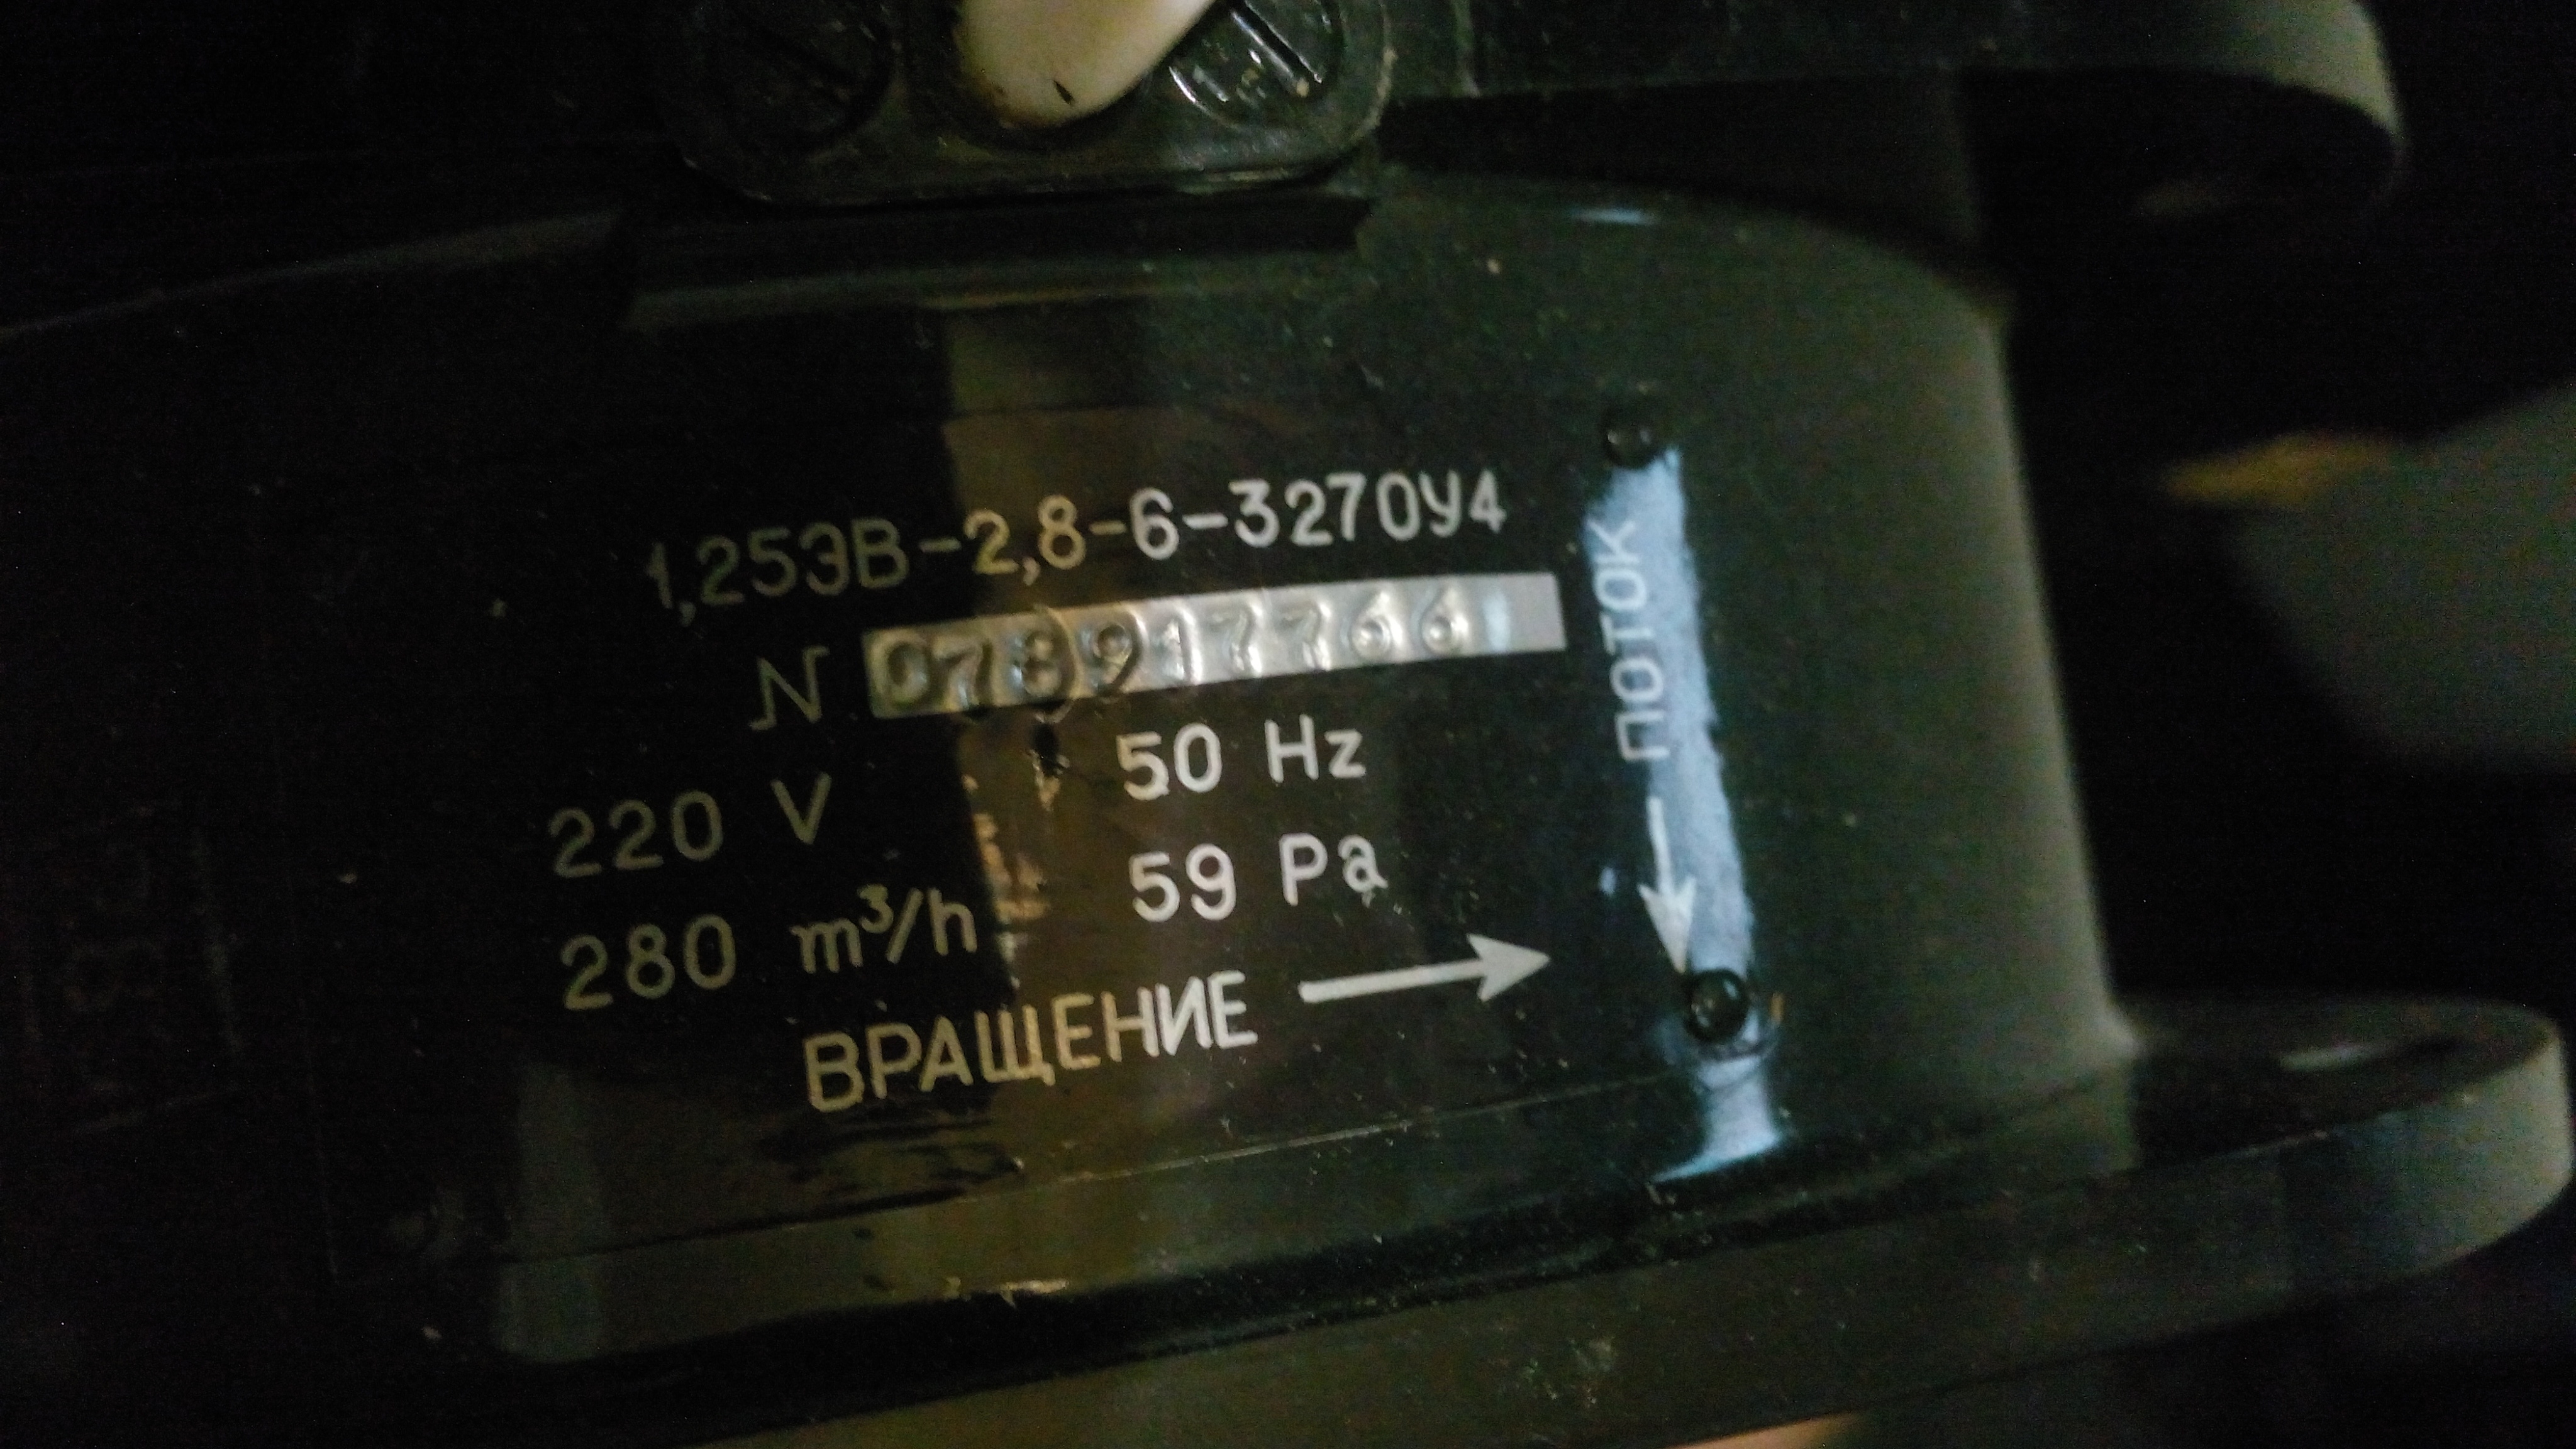 1,25ЭВ-2,8-6-3270У4
N 078917766
220 V 50 Hz
280 m³/h 59 Pa
ВРАЩЕНИЕ →
ПОТОК →